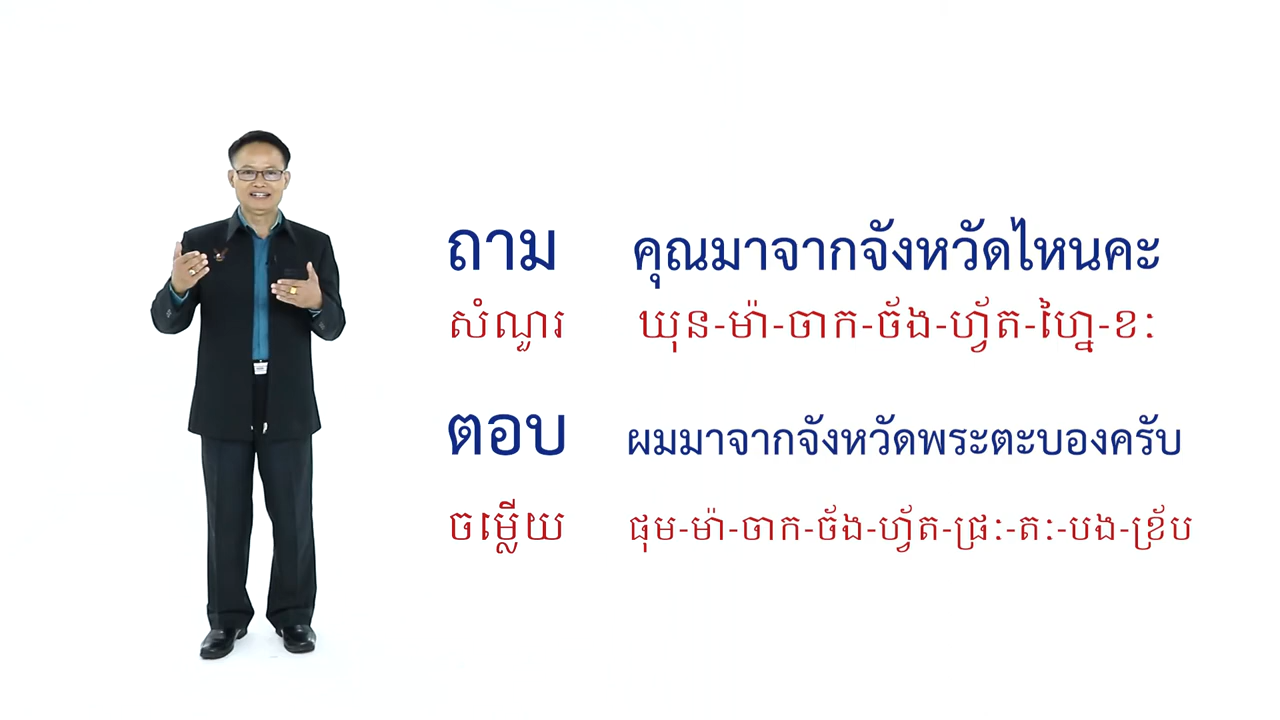 ถาม คุณมาจากจังหวัดไหนคะ
សំណួរ ឃុន-ម៉ា-ចាក-ច័ង-ហ្វ័ត-ហ្នៃ-ខៈ
ตอบ ผมมาจากจังหวัดพระตะบองครับ
ចម្លើយ ផុម-ម៉ា-ចាក-ច័ង-ហ្វ័ត-ផ្រៈ-តៈ-បង-ខ្រ័ប